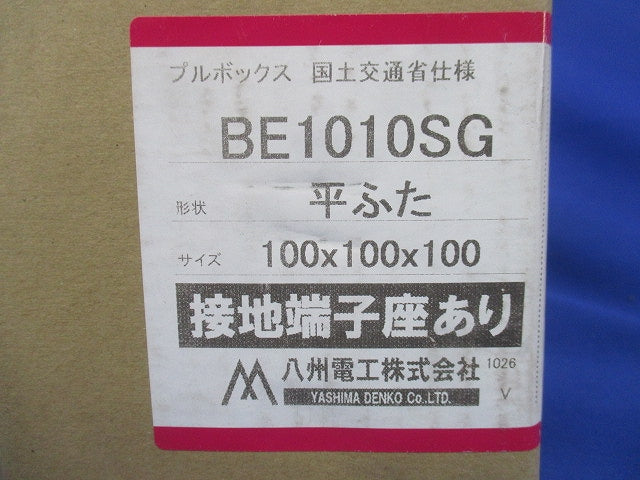 プルボックス 国土交通省仕様
BE1010SG
形状 平ふた
サイズ 100x100x100
接地端子座あり
八州電工株式会社 1026
YASHIMA DENKO Co.LTD. V